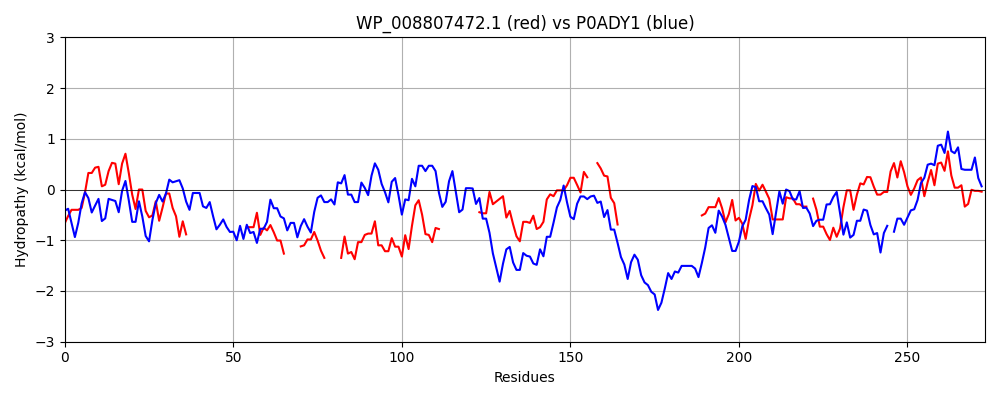 WP_008807472.1 (red) vs P0ADY1 (blue)
Hydropathy (kcal/mol)
3
2
1
0
−1
−2
−3
0 50 100 150 200 250
Residues